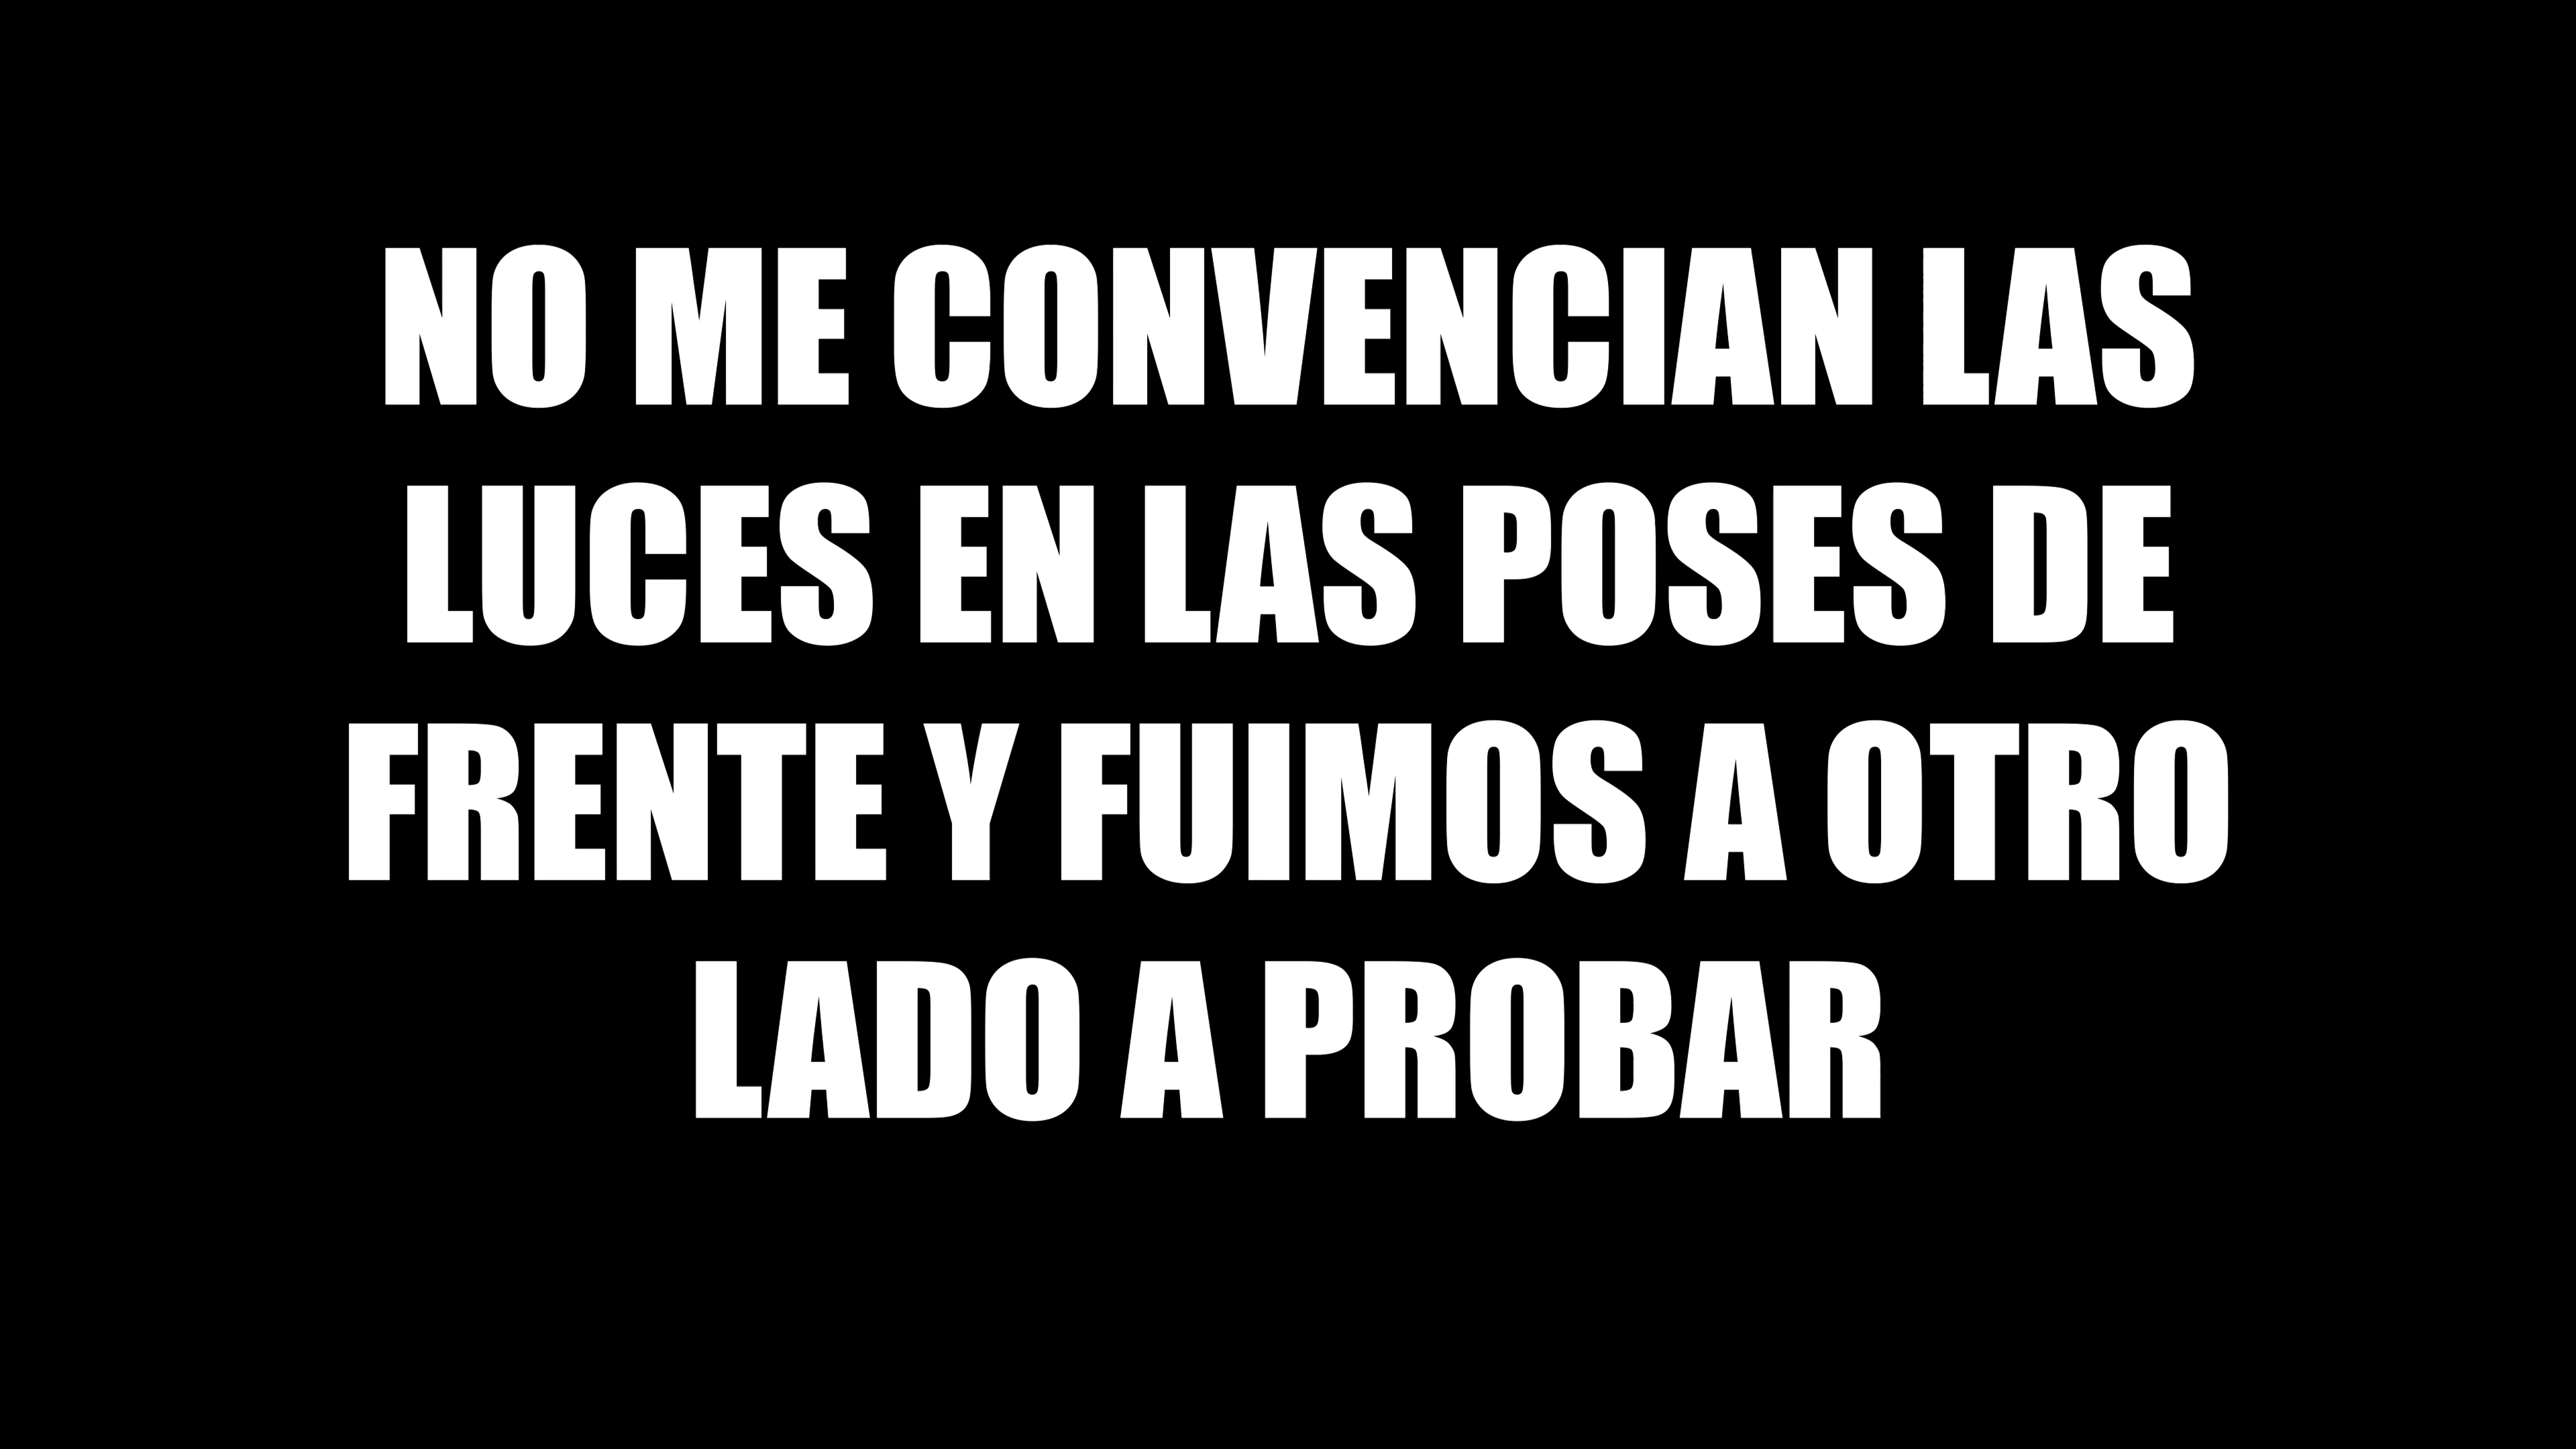 NO ME CONVENCIAN LAS
LUCES EN LAS POSES DE
FRENTE Y FUIMOS A OTRO
LADO A PROBAR